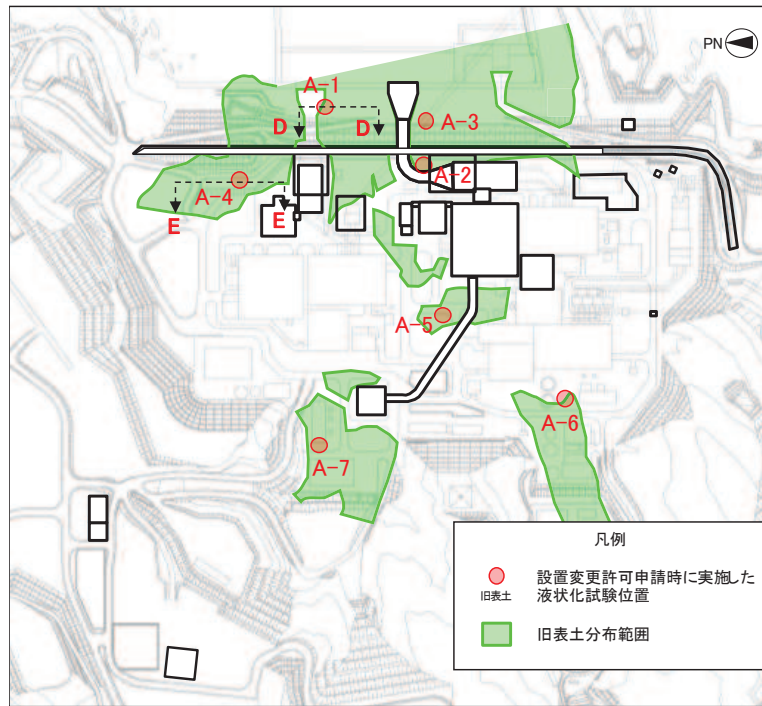 PN
A-1
D
D
A-3
A-2
A-4
E
E
A-5
A-6
A-7
凡例
旧表土
設置変更許可申請時に実施した
液状化試験位置
旧表土分布範囲